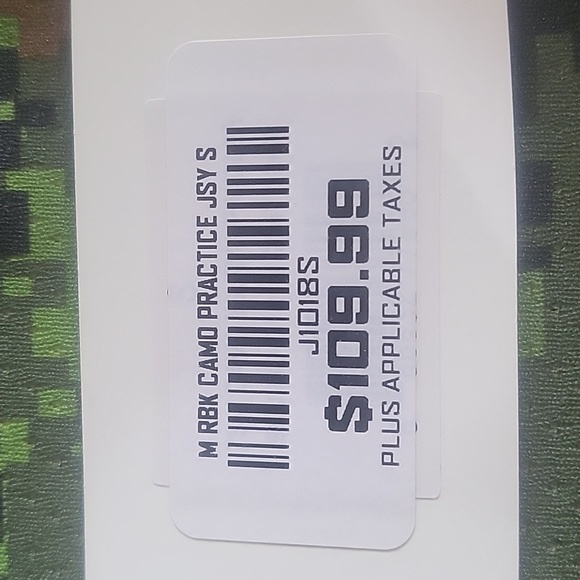 M RBK CAMO PRACTICE JSY S
J1018S
$109.99
PLUS APPLICABLE TAXES